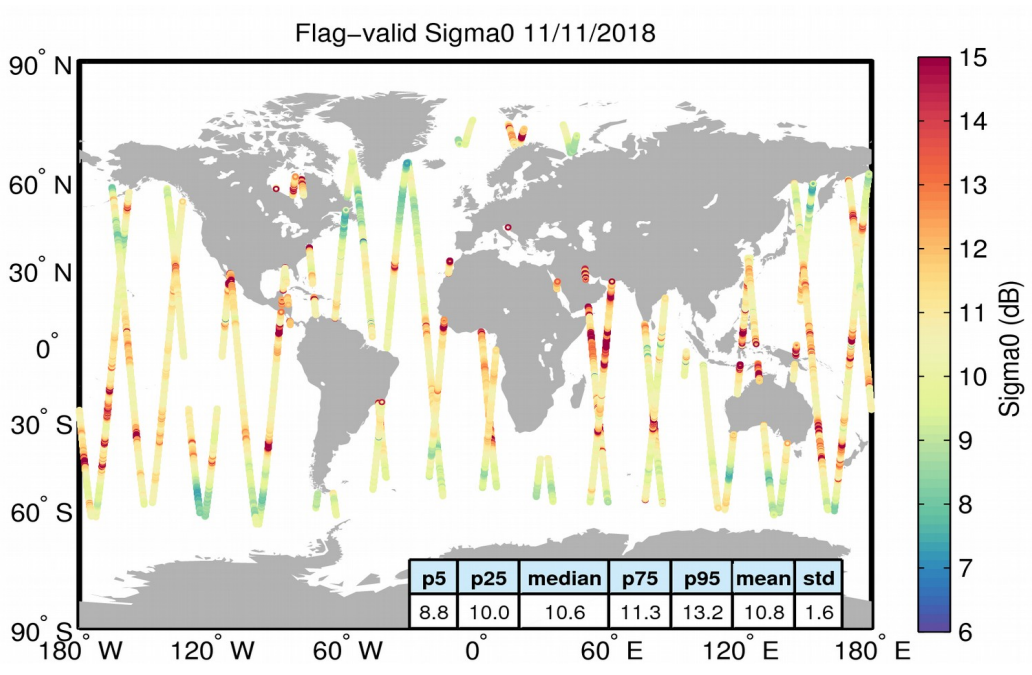 Flag−valid Sigma0 11/11/2018
90° N
60° N
30° N
0°
30° S
60° S
90° S
180° W
120° W
60° W
0°
60° E
120° E
180° E
p5 p25 median p75 p95 mean std
8.8 10.0 10.6 11.3 13.2 10.8 1.6
15
14
13
12
11
10
9
8
7
6
Sigma0 (dB)